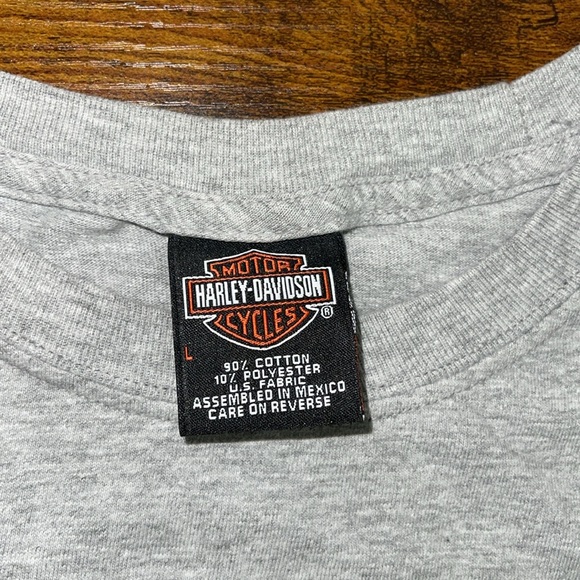 MOTOR
HARLEY-DAVIDSON
CYCLES ®
L
90% COTTON
10% POLYESTER
U.S. FABRIC
ASSEMBLED IN MEXICO
CARE ON REVERSE